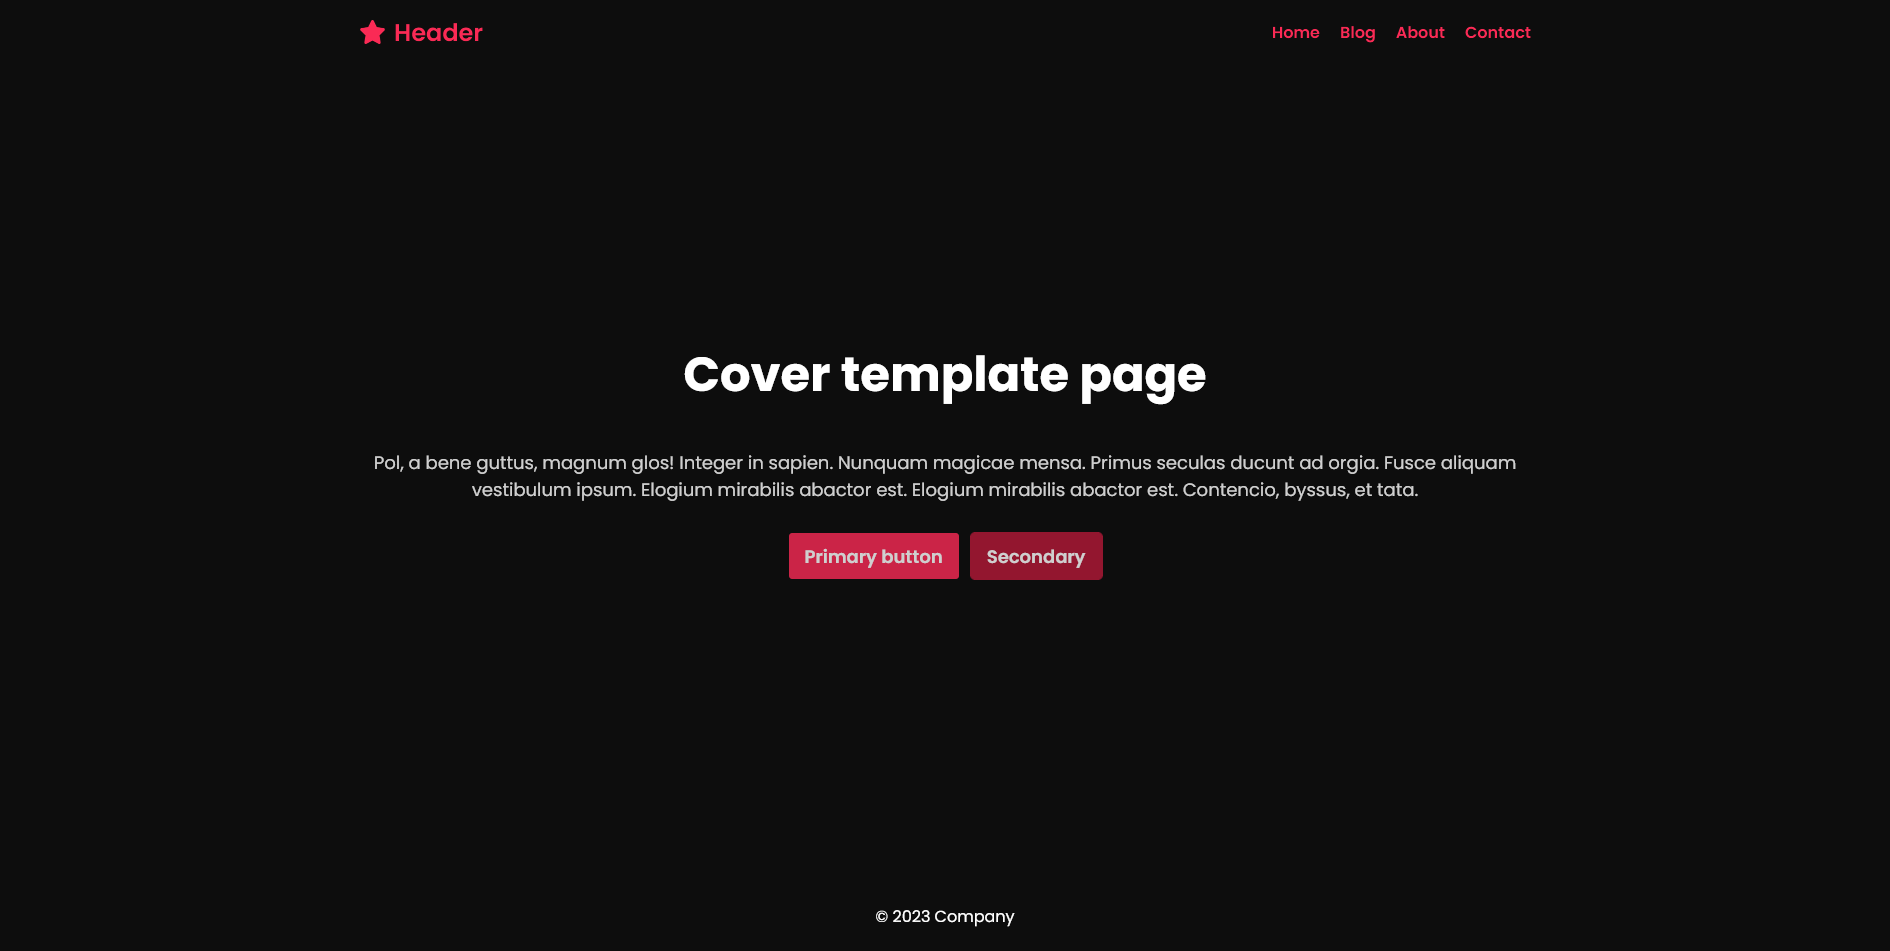 Header
Home Blog About Contact
Cover template page
Pol, a bene guttus, magnum glos! Integer in sapien. Nunquam magicae mensa. Primus seculas ducunt ad orgia. Fusce aliquam
vestibulum ipsum. Elogium mirabilis abactor est. Elogium mirabilis abactor est. Contencio, byssus, et tata.
Primary button Secondary
© 2023 Company